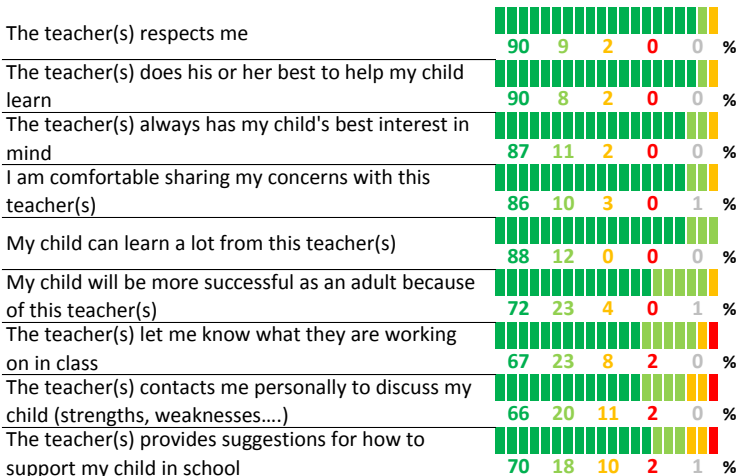 The teacher(s) respects me
90 9 2 0 0 %
The teacher(s) does his or her best to help my child
learn
90 8 2 0 0 %
The teacher(s) always has my child's best interest in
mind
87 11 2 0 0 %
I am comfortable sharing my concerns with this
teacher(s)
86 10 3 0 1 %
My child can learn a lot from this teacher(s)
88 12 0 0 0 %
My child will be more successful as an adult because
of this teacher(s)
72 23 4 0 1 %
The teacher(s) let me know what they are working
on in class
67 23 8 2 0 %
The teacher(s) contacts me personally to discuss my
child (strengths, weaknesses....)
66 20 11 2 0 %
The teacher(s) provides suggestions for how to
support my child in school
70 18 10 2 1 %